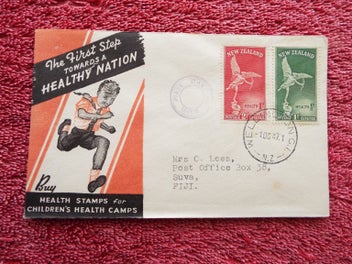 The First Step
TOWARDS A
HEALTHY NATION
Buy
HEALTH STAMPS for
CHILDREN'S HEALTH CAMPS
NEW ZEALAND
HEALTH
NEW ZEALAND
HEALTH
N.Z.
Mrs C. Lees,
Post Office Box 36,
Suva,
FIJI.